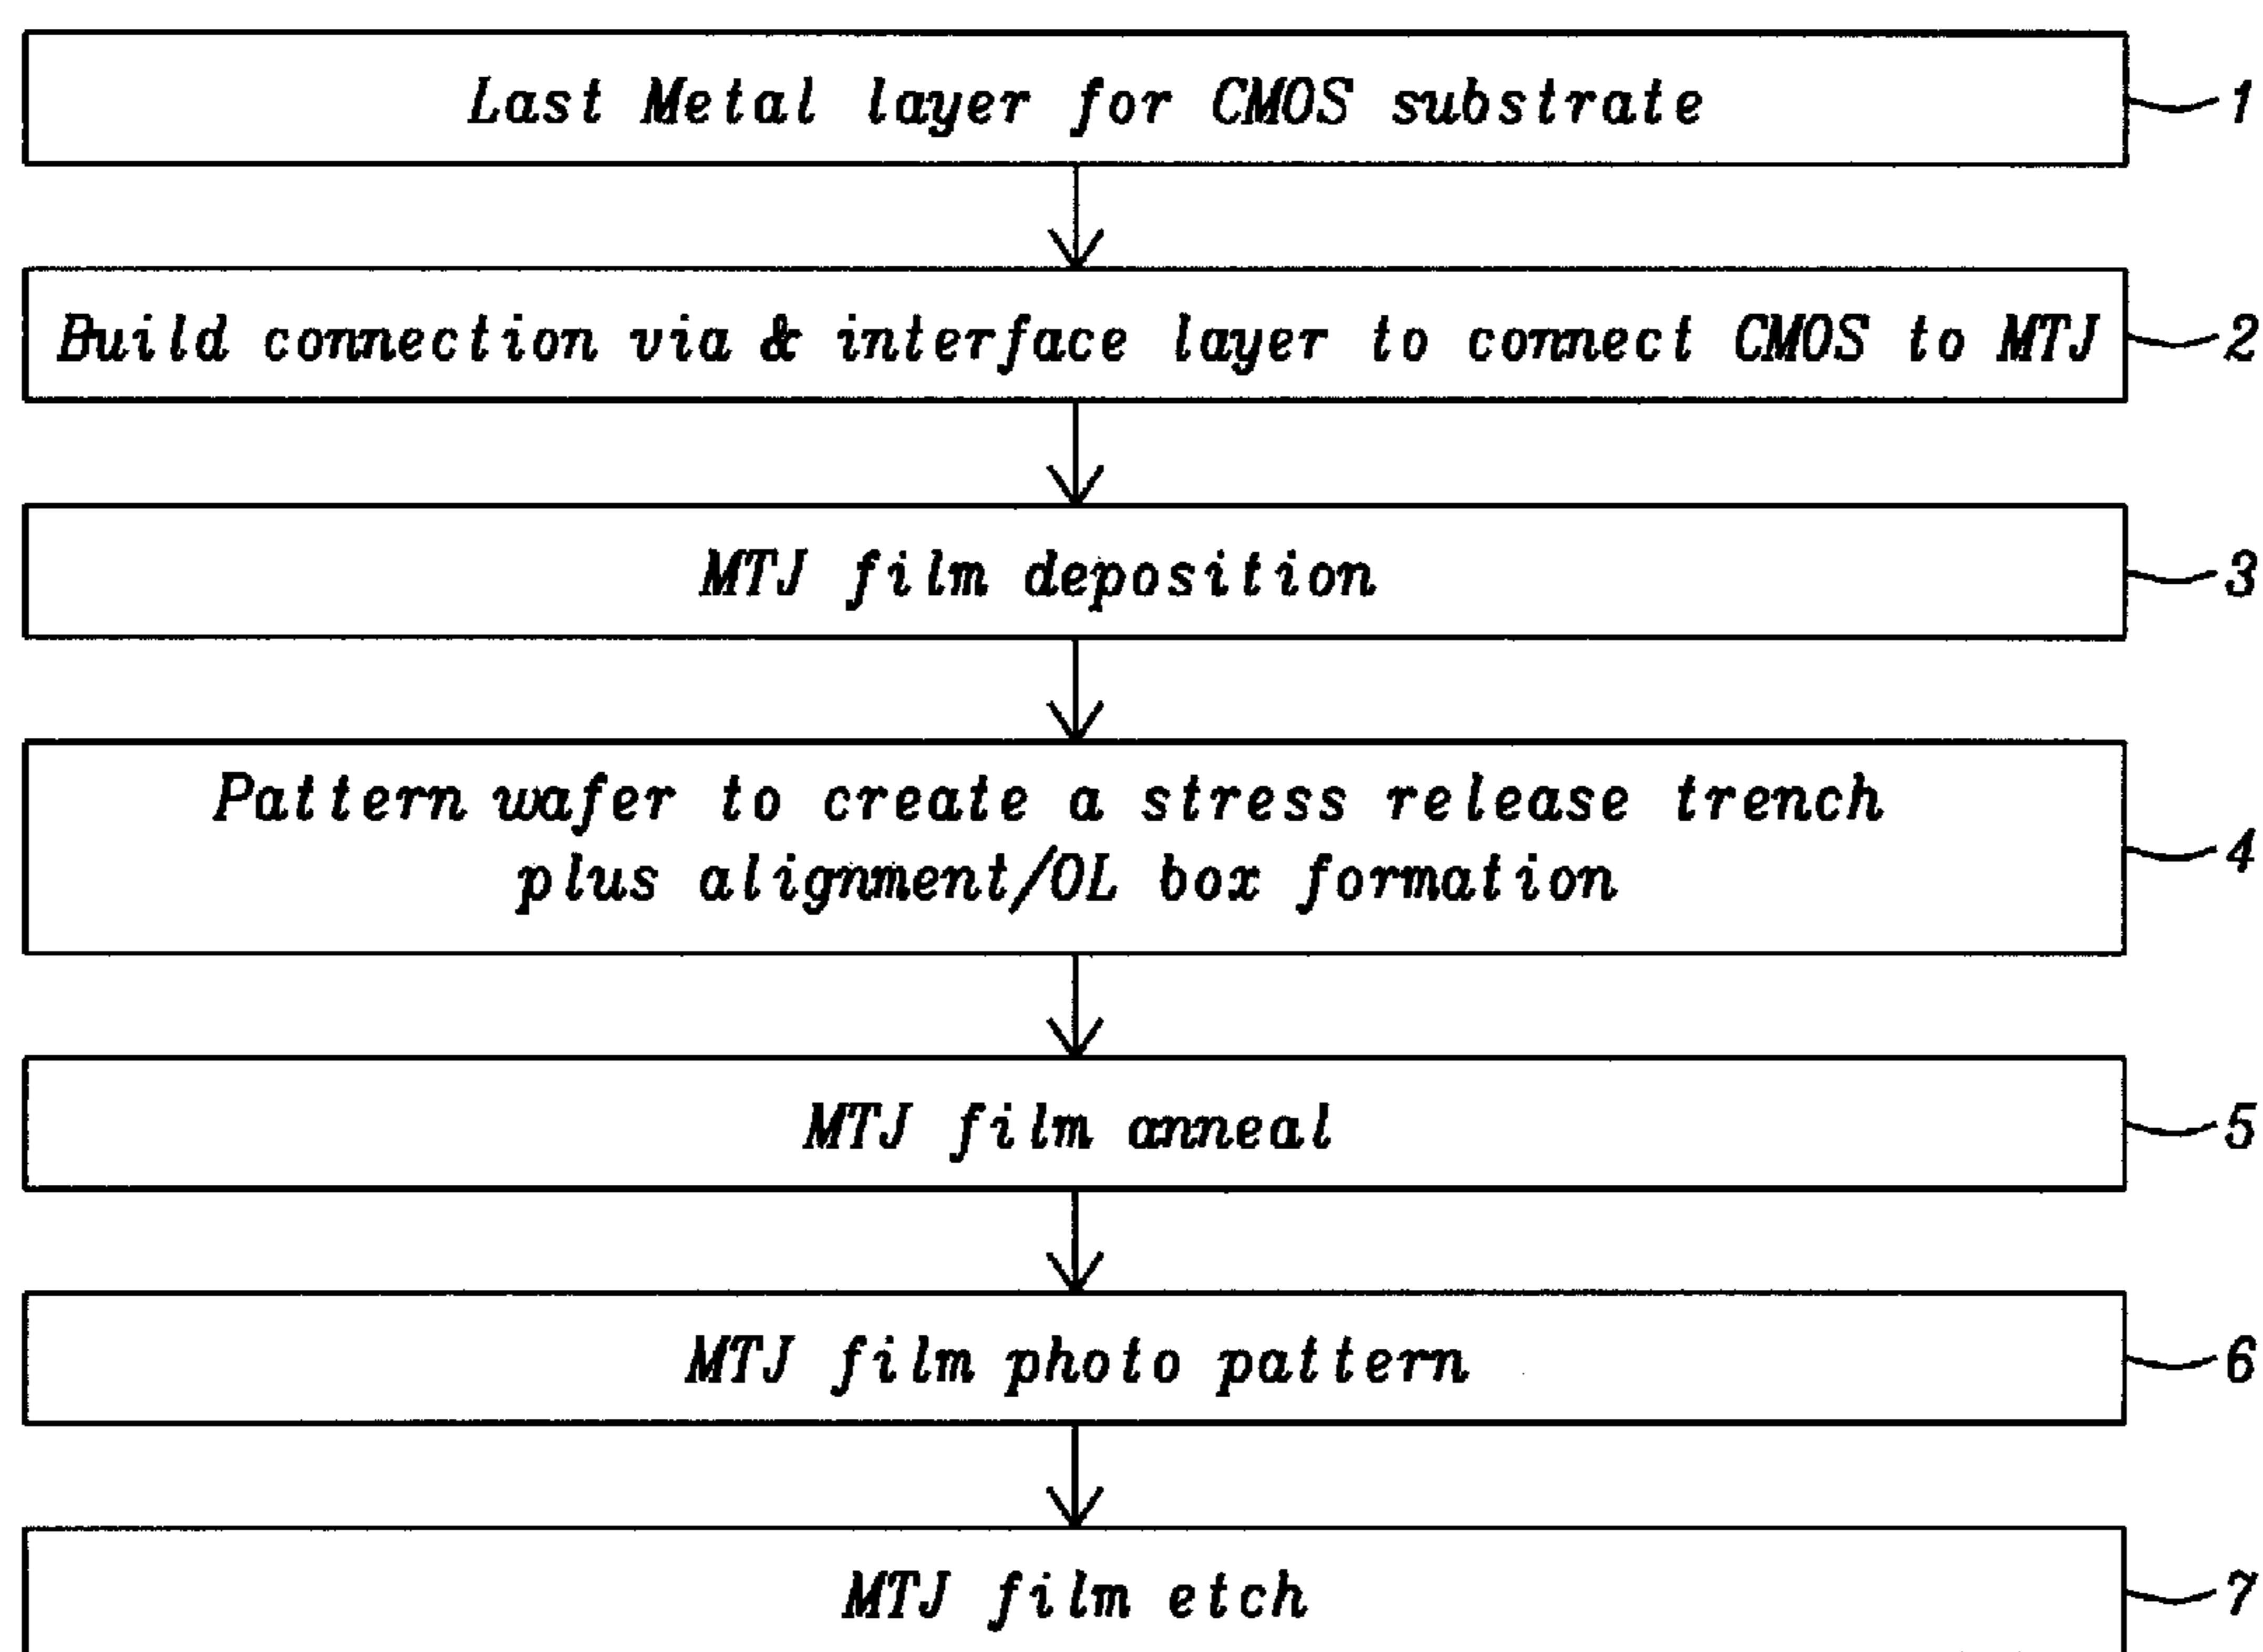 Last Metal layer for CMOS substrate 1
Build connection via & interface layer to connect CMOS to MTJ 2
MTJ film deposition 3
Pattern wafer to create a stress release trench
plus alignment/OL box formation 4
MTJ film anneal 5
MTJ film photo pattern 6
MTJ film etch 7